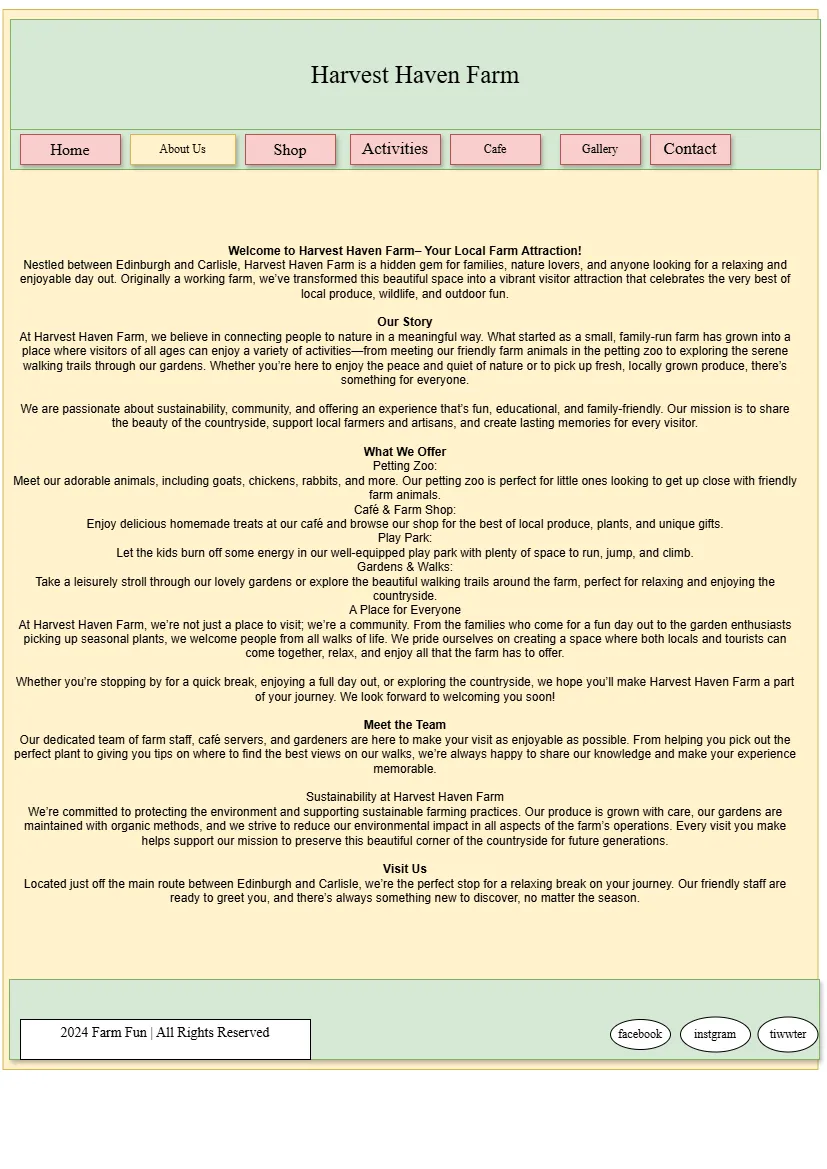 Harvest Haven Farm
Home
About Us
Shop
Activities
Cafe
Gallery
Contact
Welcome to Harvest Haven Farm– Your Local Farm Attraction!
Nestled between Edinburgh and Carlisle, Harvest Haven Farm is a hidden gem for families, nature lovers, and anyone looking for a relaxing and
enjoyable day out. Originally a working farm, we’ve transformed this beautiful space into a vibrant visitor attraction that celebrates the very best of
local produce, wildlife, and outdoor fun.
Our Story
At Harvest Haven Farm, we believe in connecting people to nature in a meaningful way. What started as a small, family-run farm has grown into a
place where visitors of all ages can enjoy a variety of activities—from meeting our friendly farm animals in the petting zoo to exploring the serene
walking trails through our gardens. Whether you’re here to enjoy the peace and quiet of nature or to pick up fresh, locally grown produce, there’s
something for everyone.
We are passionate about sustainability, community, and offering an experience that’s fun, educational, and family-friendly. Our mission is to share
the beauty of the countryside, support local farmers and artisans, and create lasting memories for every visitor.
What We Offer
Petting Zoo:
Meet our adorable animals, including goats, chickens, rabbits, and more. Our petting zoo is perfect for little ones looking to get up close with friendly
farm animals.
Café & Farm Shop:
Enjoy delicious homemade treats at our café and browse our shop for the best of local produce, plants, and unique gifts.
Play Park:
Let the kids burn off some energy in our well-equipped play park with plenty of space to run, jump, and climb.
Gardens & Walks:
Take a leisurely stroll through our lovely gardens or explore the beautiful walking trails around the farm, perfect for relaxing and enjoying the
countryside.
A Place for Everyone
At Harvest Haven Farm, we’re not just a place to visit; we’re a community. From the families who come for a fun day out to the garden enthusiasts
picking up seasonal plants, we welcome people from all walks of life. We pride ourselves on creating a space where both locals and tourists can
come together, relax, and enjoy all that the farm has to offer.
Whether you’re stopping by for a quick break, enjoying a full day out, or exploring the countryside, we hope you’ll make Harvest Haven Farm a part
of your journey. We look forward to welcoming you soon!
Meet the Team
Our dedicated team of farm staff, café servers, and gardeners are here to make your visit as enjoyable as possible. From helping you pick out the
perfect plant to giving you tips on where to find the best views on our walks, we’re always happy to share our knowledge and make your experience
memorable.
Sustainability at Harvest Haven Farm
We’re committed to protecting the environment and supporting sustainable farming practices. Our produce is grown with care, our gardens are
maintained with organic methods, and we strive to reduce our environmental impact in all aspects of the farm’s operations. Every visit you make
helps support our mission to preserve this beautiful corner of the countryside for future generations.
Visit Us
Located just off the main route between Edinburgh and Carlisle, we’re the perfect stop for a relaxing break on your journey. Our friendly staff are
ready to greet you, and there’s always something new to discover, no matter the season.
2024 Farm Fun | All Rights Reserved
facebook
instgram
tiwwter